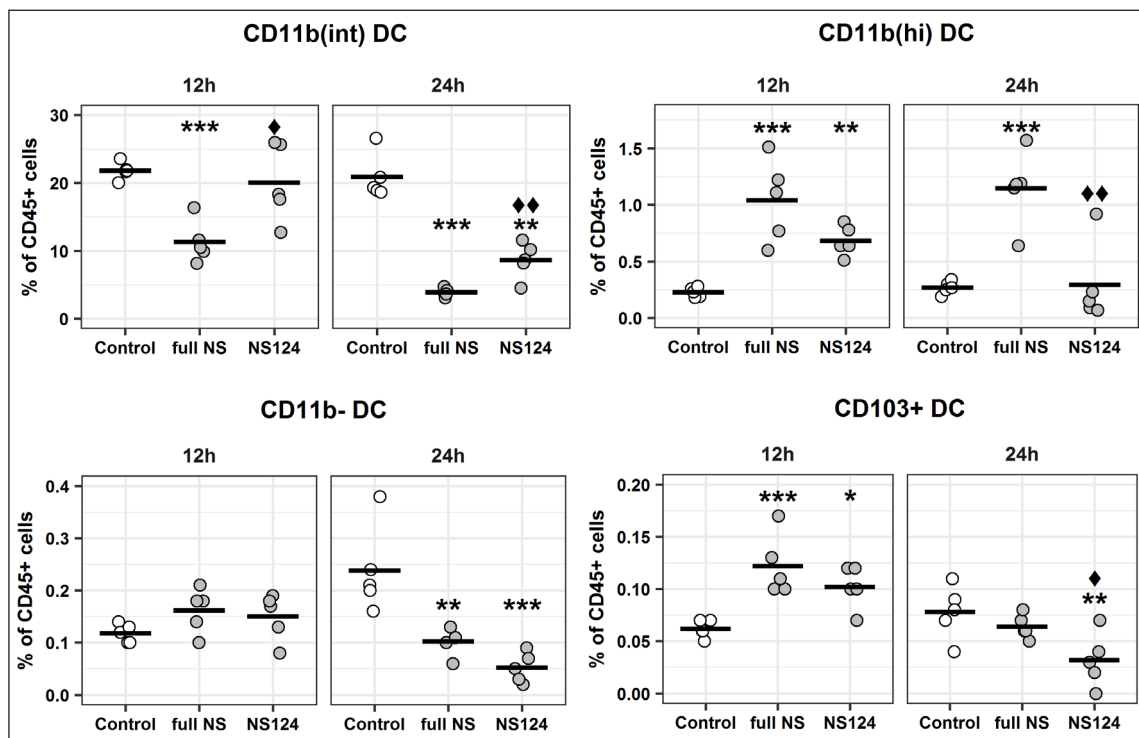 CD11b(int) DC
12h
24h
% of CD45+ cells
30
20
10
0
***
♦
***
♦♦
**
Control
full NS
NS124
Control
full NS
NS124
CD11b(hi) DC
12h
24h
% of CD45+ cells
1.5
1.0
0.5
0.0
***
**
***
♦♦
Control
full NS
NS124
Control
full NS
NS124
CD11b- DC
12h
24h
% of CD45+ cells
0.4
0.3
0.2
0.1
0.0
**
***
Control
full NS
NS124
Control
full NS
NS124
CD103+ DC
12h
24h
% of CD45+ cells
0.20
0.15
0.10
0.05
0.00
***
*
♦
**
Control
full NS
NS124
Control
full NS
NS124